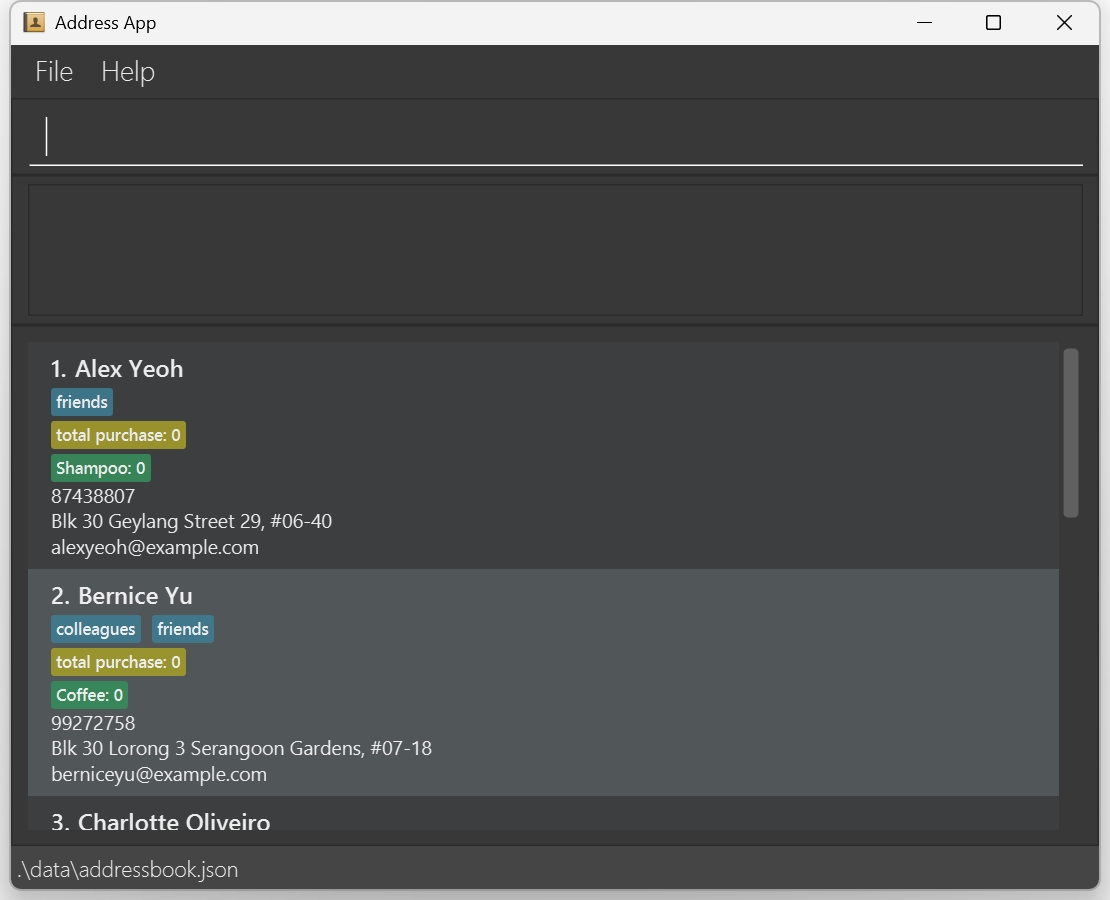 Address App
File Help
1. Alex Yeoh
friends
total purchase: 0
Shampoo: 0
87438807
Blk 30 Geylang Street 29, #06-40
alexyeoh@example.com
2. Bernice Yu
colleagues friends
total purchase: 0
Coffee: 0
99272758
Blk 30 Lorong 3 Serangoon Gardens, #07-18
berniceyu@example.com
3. Charlotte Oliveiro
.\data\addressbook.json